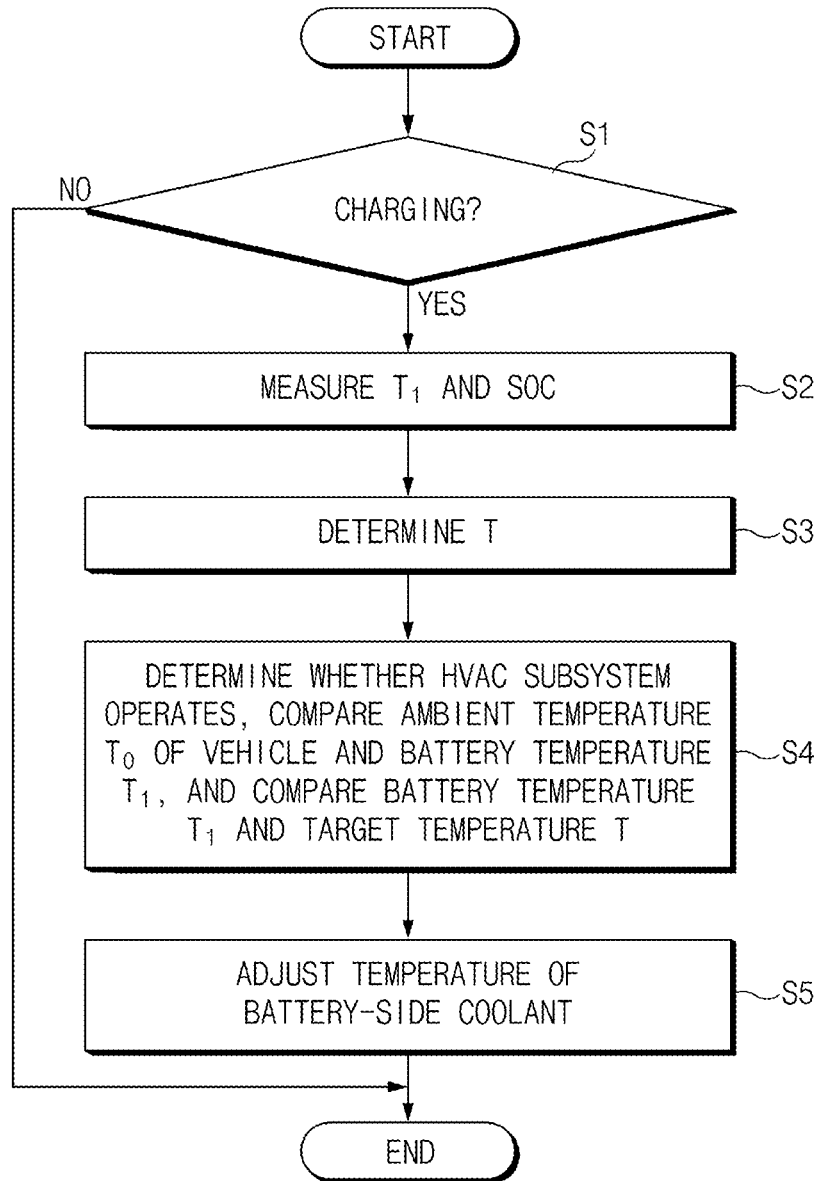 START
S1
NO
CHARGING?
YES
MEASURE T₁ AND SOC
S2
DETERMINE T
S3
DETERMINE WHETHER HVAC SUBSYSTEM
OPERATES, COMPARE AMBIENT TEMPERATURE
T₀ OF VEHICLE AND BATTERY TEMPERATURE
T₁, AND COMPARE BATTERY TEMPERATURE
T₁ AND TARGET TEMPERATURE T
S4
ADJUST TEMPERATURE OF
BATTERY-SIDE COOLANT
S5
END